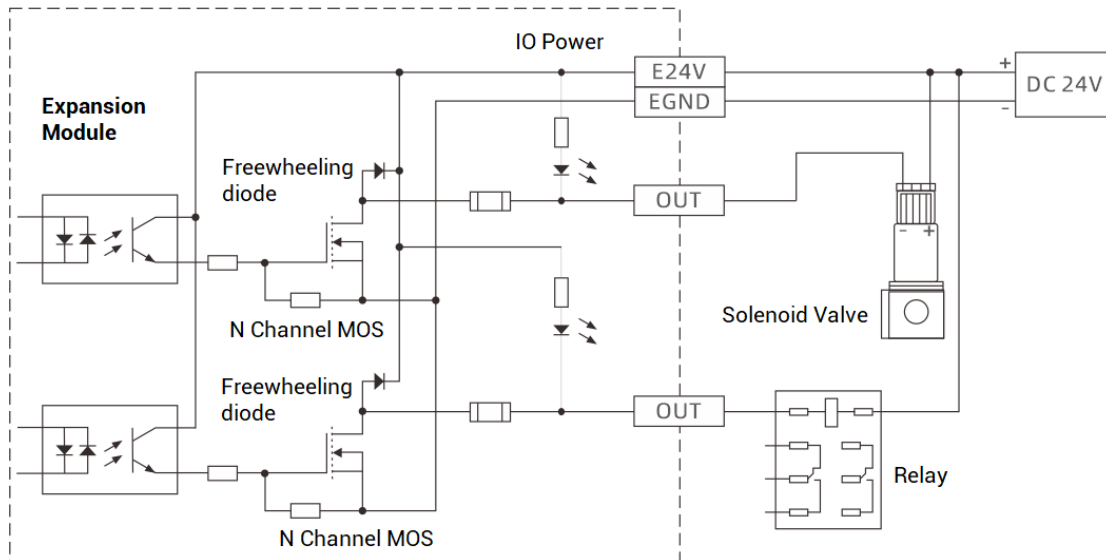 IO Power
E24V
+
DC 24V
EGND
-
Expansion
Module
Freewheeling
diode
OUT
- +
Solenoid Valve
N Channel MOS
Freewheeling
diode
OUT
Relay
N Channel MOS